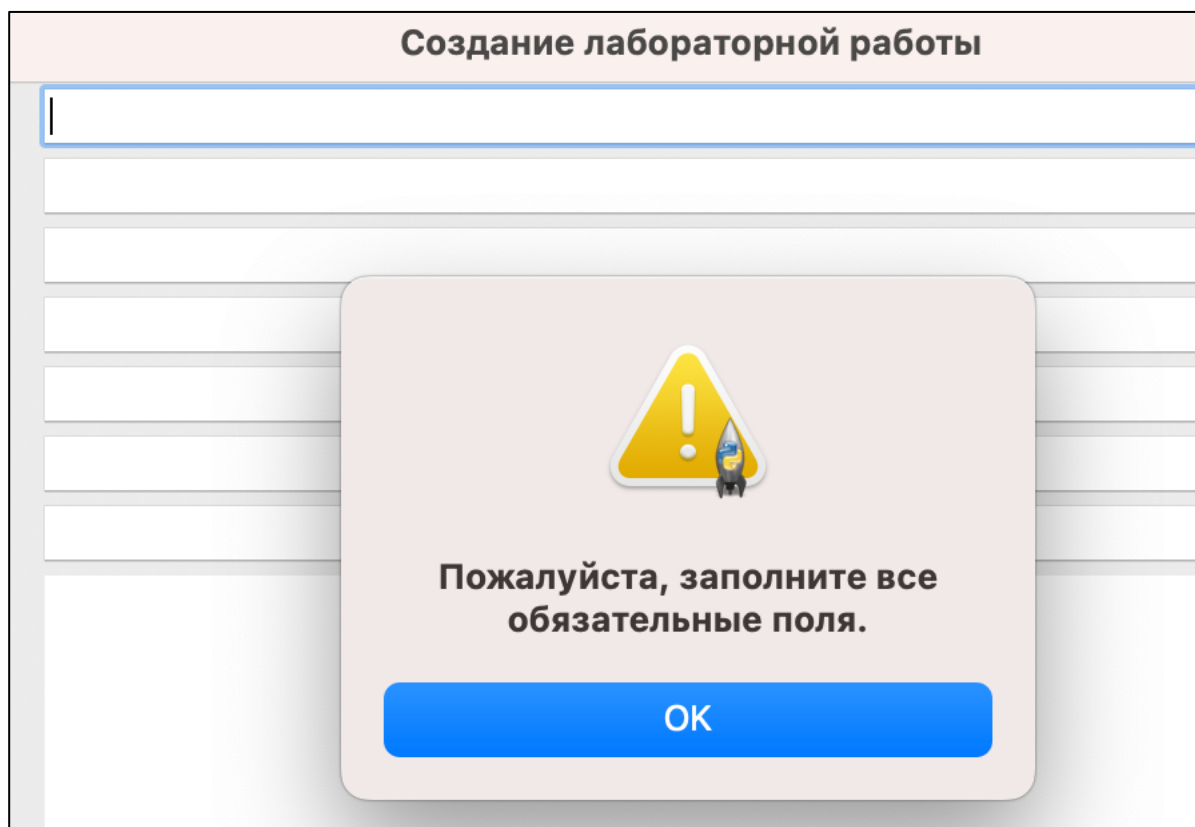 Создание лабораторной работы
Пожалуйста, заполните все
обязательные поля.
OK